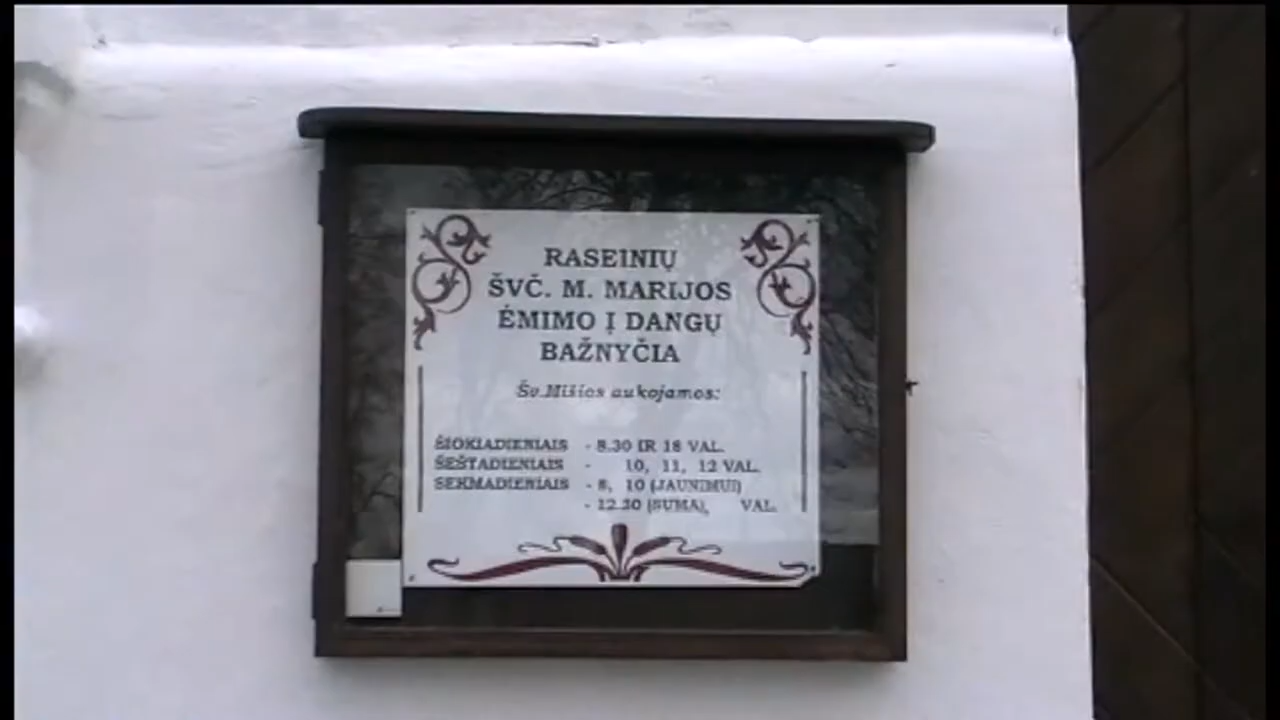 RASEINIŲ
ŠVČ. M. MARIJOS
ĖMIMO Į DANGŲ
BAŽNYČIA
Šv.Mišios aukojamos:
ŠIOKIADIENIAIS - 8.30 IR 18 VAL.
ŠEŠTADIENIAIS - 10, 11, 12 VAL.
SEKMADIENIAIS - 8, 10 (JAUNIMUI)
- 12.30 (SUMA), VAL.